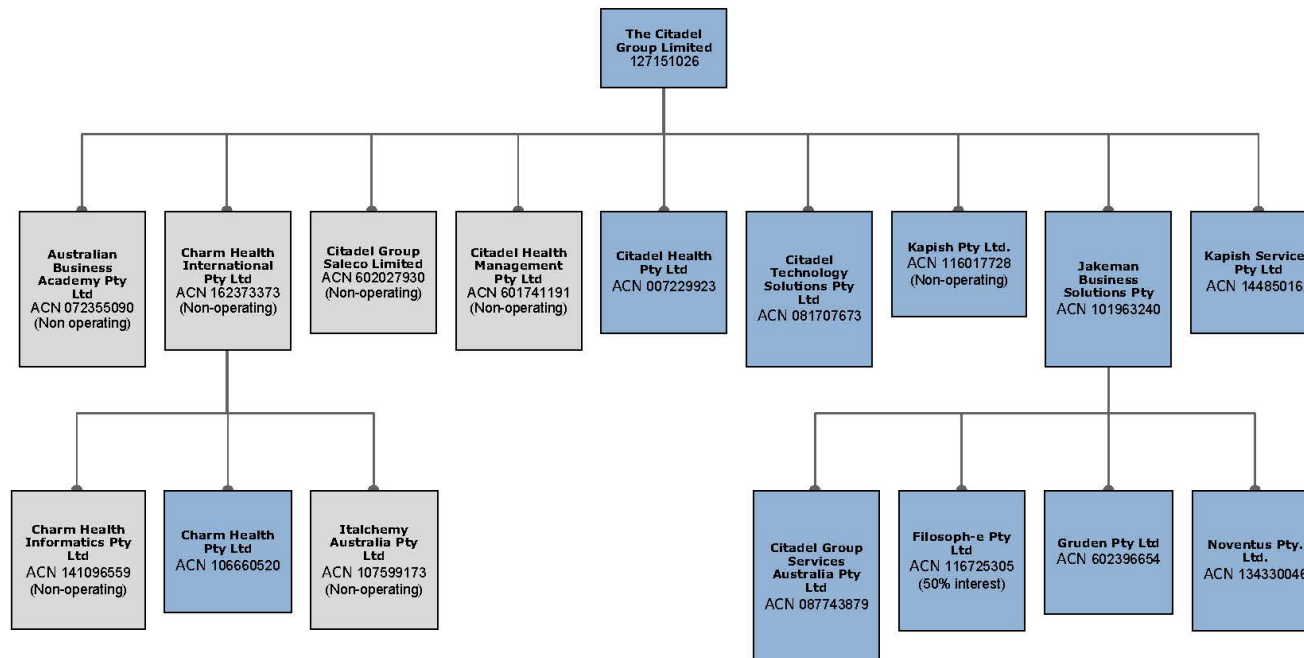 The Citadel
Group Limited
127151026
Australian
Business
Academy Pty
Ltd
ACN 072355090
(Non operating)
Charm Health
International
Pty Ltd
ACN 162373373
(Non-operating)
Citadel Group
Saleco Limited
ACN 602027930
(Non-operating)
Citadel Health
Management
Pty Ltd
ACN 601741191
(Non-operating)
Citadel Health
Pty Ltd
ACN 007229923
Citadel
Technology
Solutions Pty
Ltd
ACN 081707673
Kapish Pty Ltd.
ACN 116017728
(Non-operating)
Jakeman
Business
Solutions Pty
ACN 101963240
Kapish Service
Pty Ltd
ACN 14485016
Charm Health
Informatics Pty
Ltd
ACN 141096559
(Non-operating)
Charm Health
Pty Ltd
ACN 106660520
Italchemy
Australia Pty
Ltd
ACN 107599173
(Non-operating)
Citadel Group
Services
Australia Pty
Ltd
ACN 087743879
Filosoph-e Pty
Ltd
ACN 116725305
(50% interest)
Gruden Pty Ltd
ACN 602396654
Noventus Pty.
Ltd.
ACN 134330046